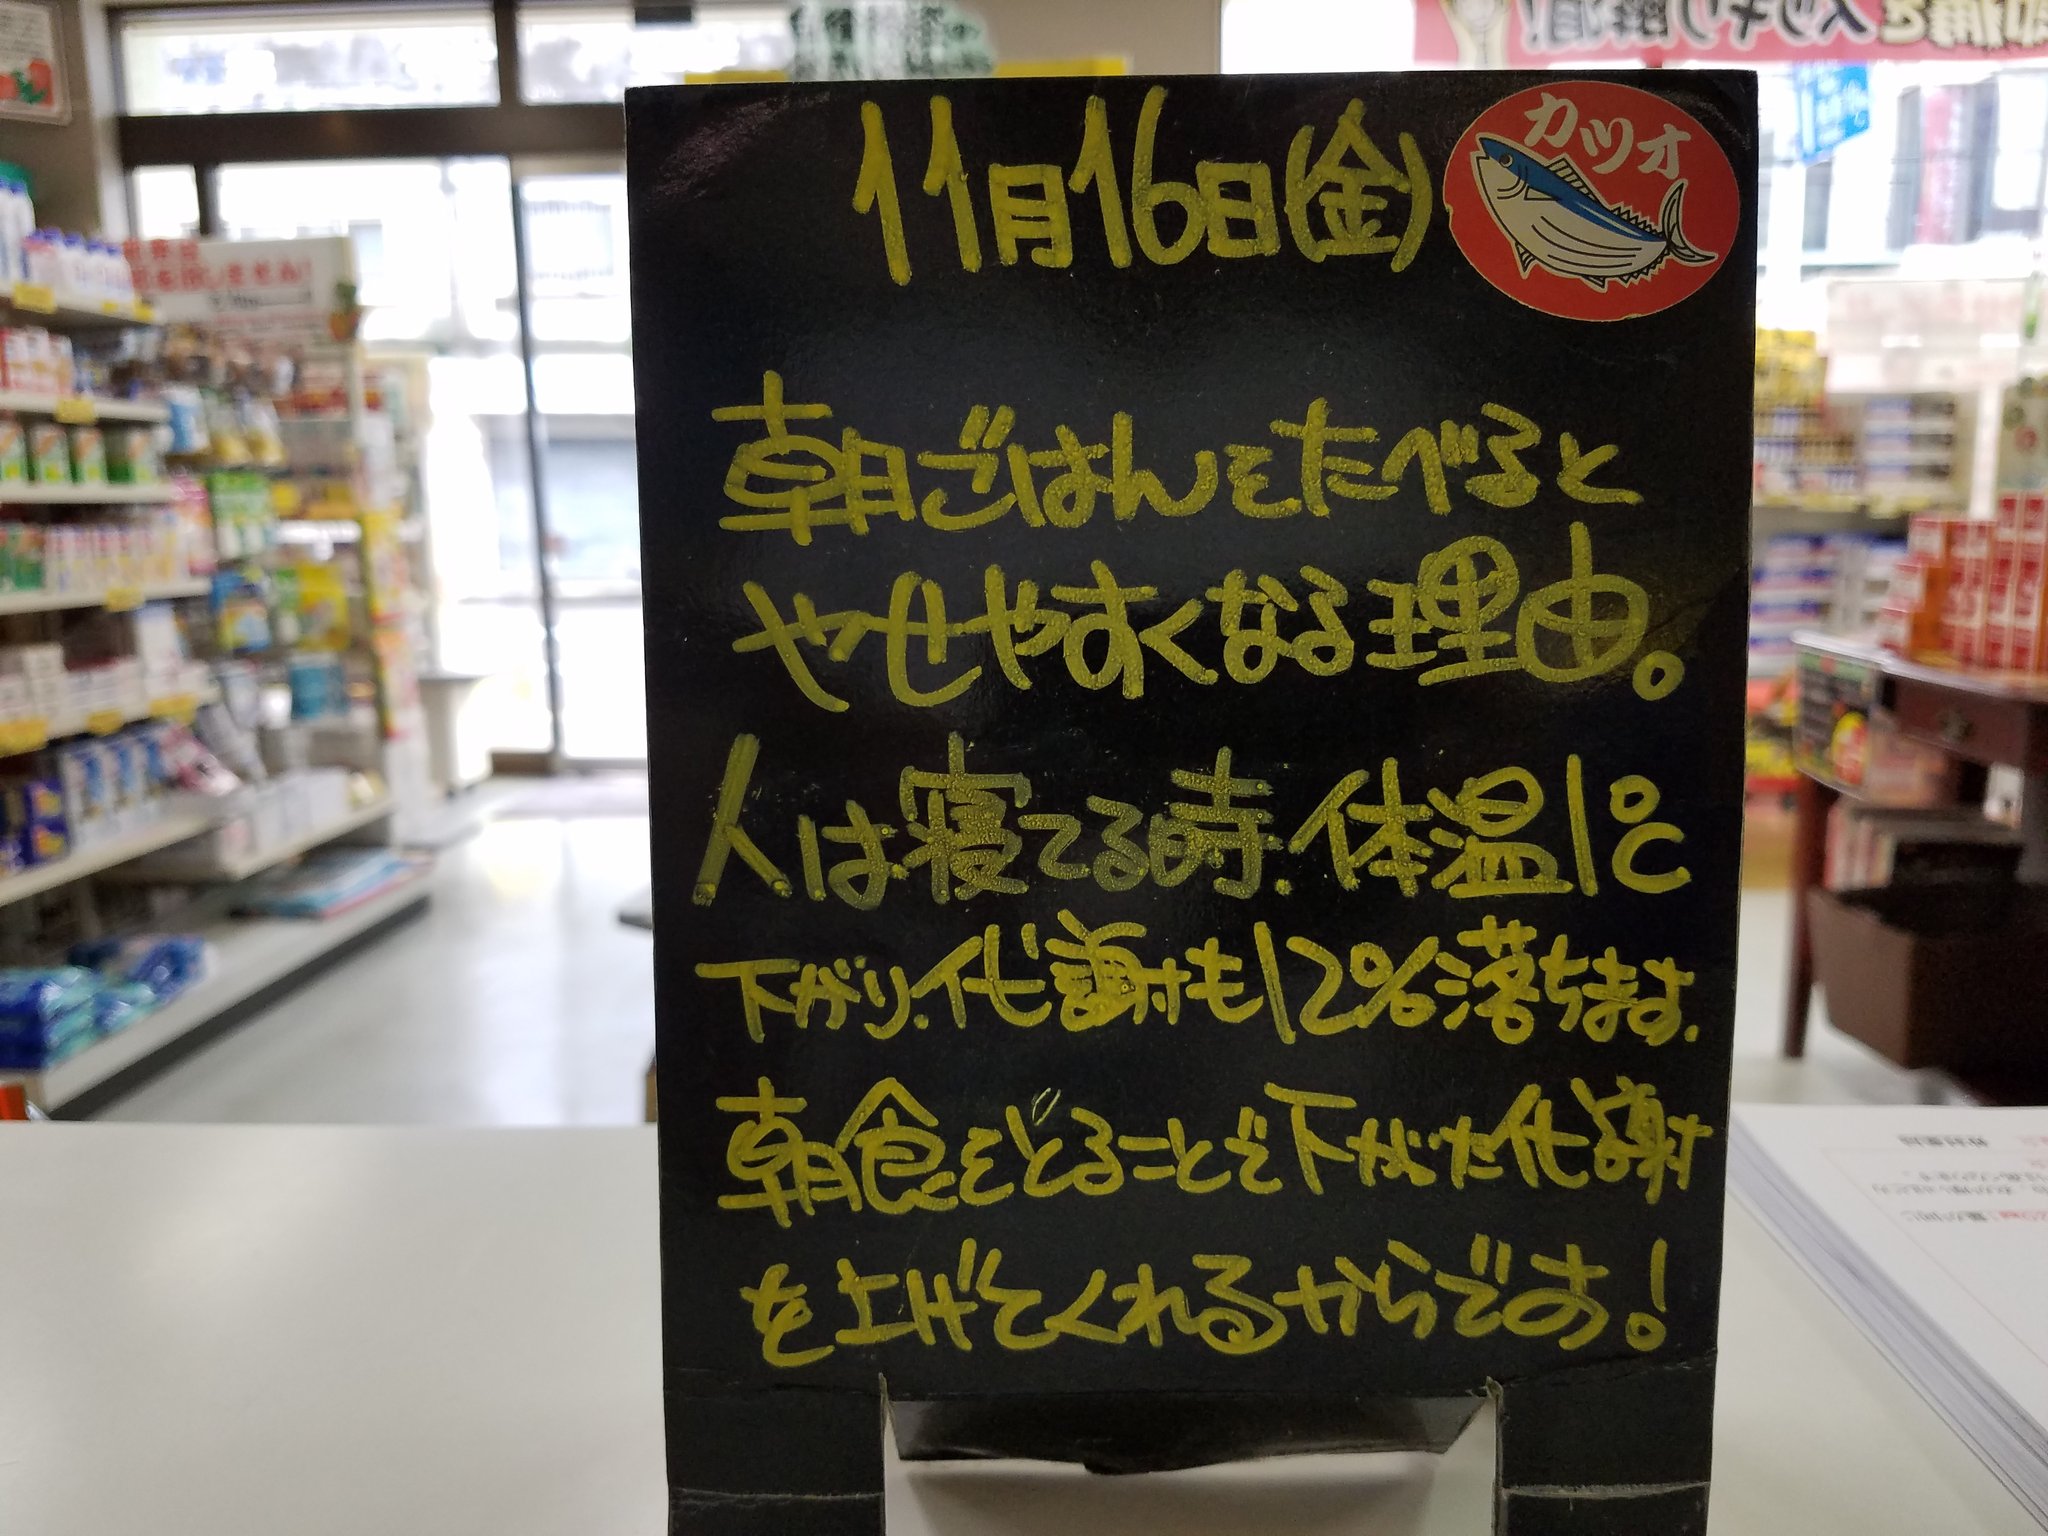 11月16日(金)
カツオ
朝ごはんをたべると
やせやすくなる理由。
人は寝てる時、体温1℃
下がり、代謝も12%落ちます。
朝食をとることで下がった代謝
を上げてくれるからです!